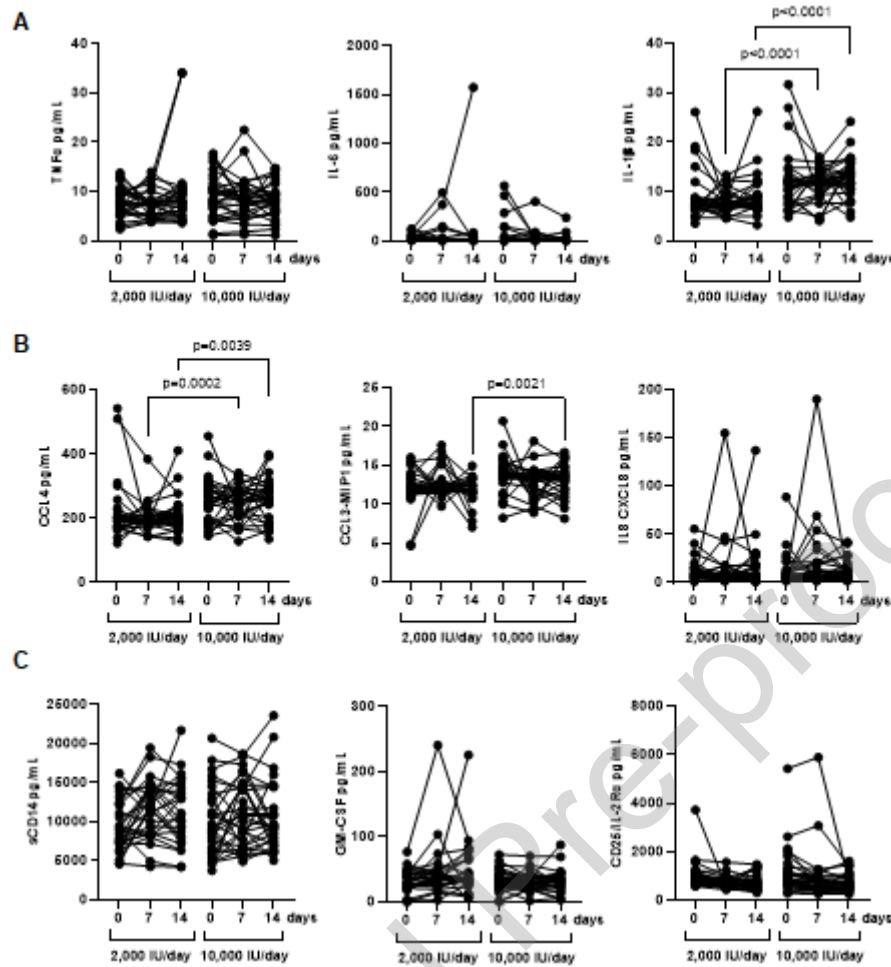 A
p<0.0001
p<0.0001
TNFα pg/mL
40
30
20
10
0
0 7 14 0 7 14 days
2,000 IU/day 10,000 IU/day
IL-6 pg/mL
2000
1500
1000
500
0
0 7 14 0 7 14 days
2,000 IU/day 10,000 IU/day
IL-1β pg/mL
40
30
20
10
0
0 7 14 0 7 14 days
2,000 IU/day 10,000 IU/day
B
p=0.0039
p=0.0002
CCL4 pg/mL
600
400
200
0
0 7 14 0 7 14 days
2,000 IU/day 10,000 IU/day
p=0.0021
CCL3-MIP1 pg/mL
26
15
10
5
0
0 7 14 0 7 14 days
2,000 IU/day 10,000 IU/day
IL8 CXCL8 pg/mL
200
150
100
50
0
0 7 14 0 7 14 days
2,000 IU/day 10,000 IU/day
C
sCD14 pg/mL
25000
20000
15000
10000
5000
0
0 7 14 0 7 14 days
2,000 IU/day 10,000 IU/day
GM-CSF pg/mL
300
200
100
0
0 7 14 0 7 14 days
2,000 IU/day 10,000 IU/day
CD25/IL-2 Rα pg/mL
8000
6000
4000
2000
0
0 7 14 0 7 14 days
2,000 IU/day 10,000 IU/day
Pre-proo